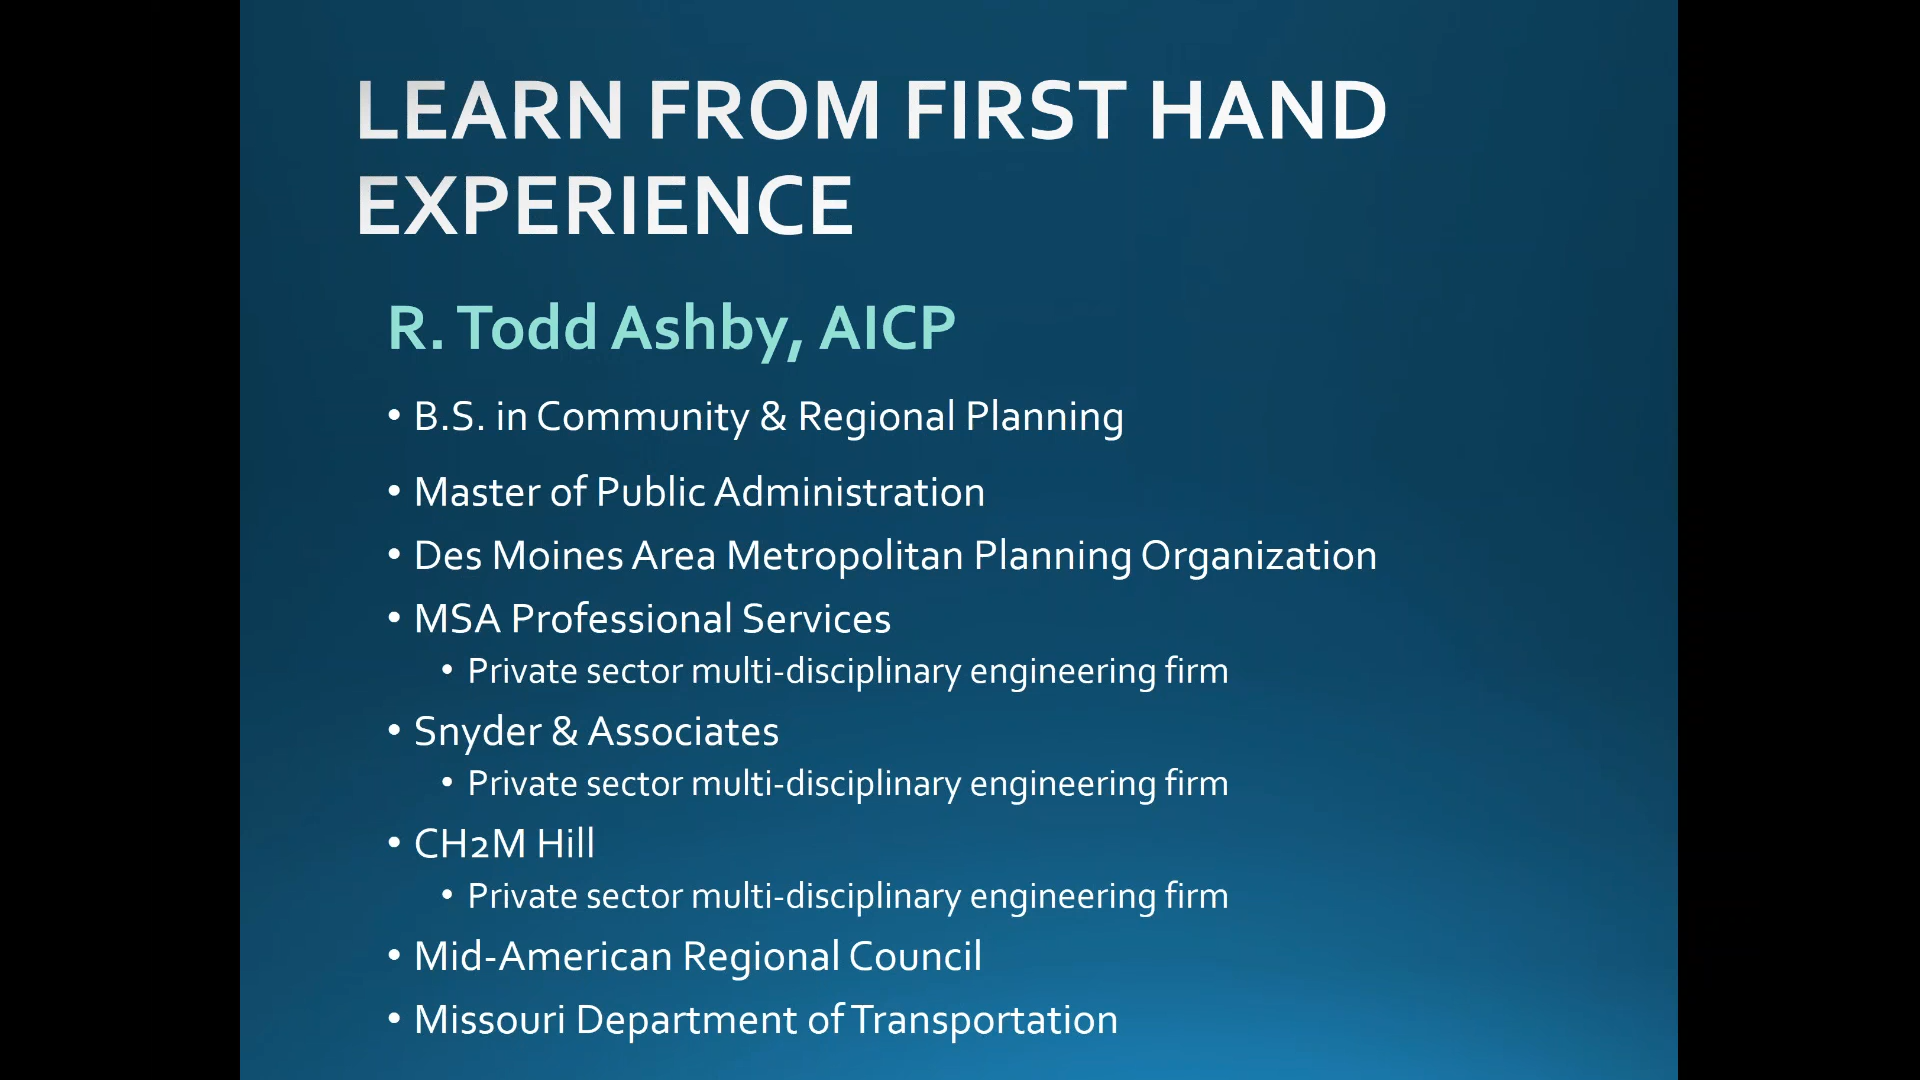 LEARN FROM FIRST HAND
EXPERIENCE
R. Todd Ashby, AICP
• B.S. in Community & Regional Planning
• Master of Public Administration
• Des Moines Area Metropolitan Planning Organization
• MSA Professional Services
• Private sector multi-disciplinary engineering firm
• Snyder & Associates
• Private sector multi-disciplinary engineering firm
• CH2M Hill
• Private sector multi-disciplinary engineering firm
• Mid-American Regional Council
• Missouri Department of Transportation